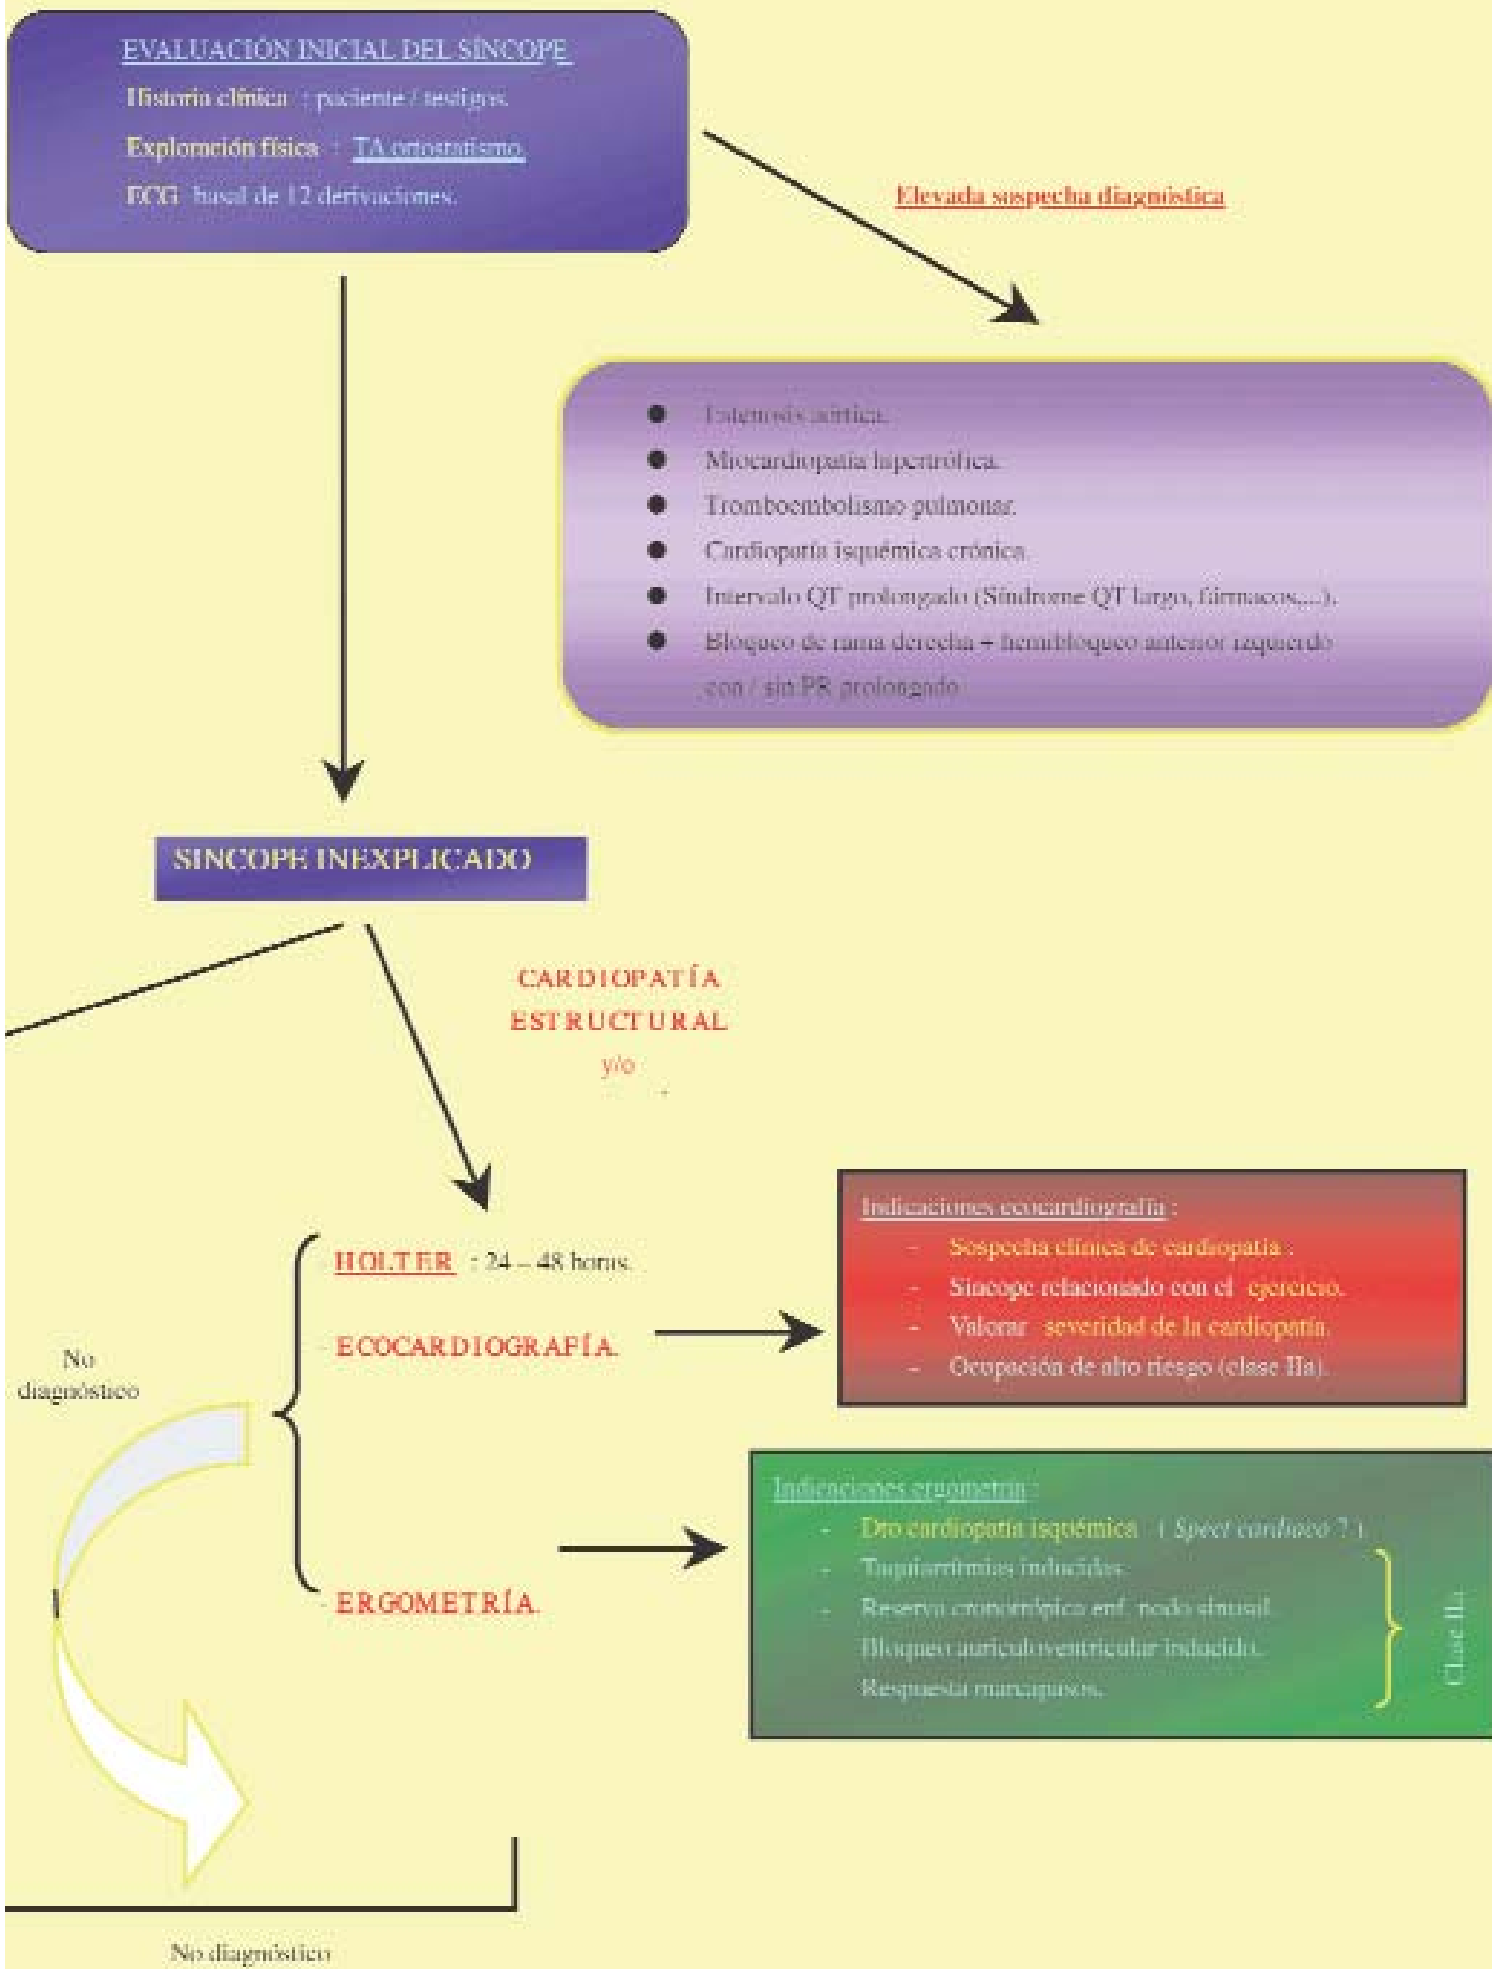 EVALUACIÓN INICIAL DEL SÍNCOPE
Historia clínica : paciente / testigos.
Exploración física : TA ortostatismo.
ECG basal de 12 derivaciones.
Elevada sospecha diagnóstica
● Estenosis aórtica.
● Miocardiopatía hipertrófica.
● Tromboembolismo pulmonar.
● Cardiopatía isquémica crónica.
● Intervalo QT prolongado (Síndrome QT largo, fármacos,...).
● Bloqueo de rama derecha + hemibloqueo anterior izquierdo
con / sin PR prolongado
SINCOPE INEXPLICADO
CARDIOPATÍA
ESTRUCTURAL
y/o
HOLTER : 24 – 48 horas.
- ECOCARDIOGRAFÍA.
- ERGOMETRÍA.
Indicaciones ecocardiografía :
- Sospecha clínica de cardiopatía .
- Síncope relacionado con el ejercicio.
- Valorar severidad de la cardiopatía.
- Ocupación de alto riesgo (clase IIa).
No
diagnóstico
Indicaciones ergometría :
- Dto cardiopatía isquémica ( Spect cardiaco ? ).
- Taquiarritmias inducidas.
- Reserva cronotrópica enf. nodo sinusal.
Bloqueo auriculoventricular inducido.
Respuesta marcapasos.
Clase IIa
No diagnóstico